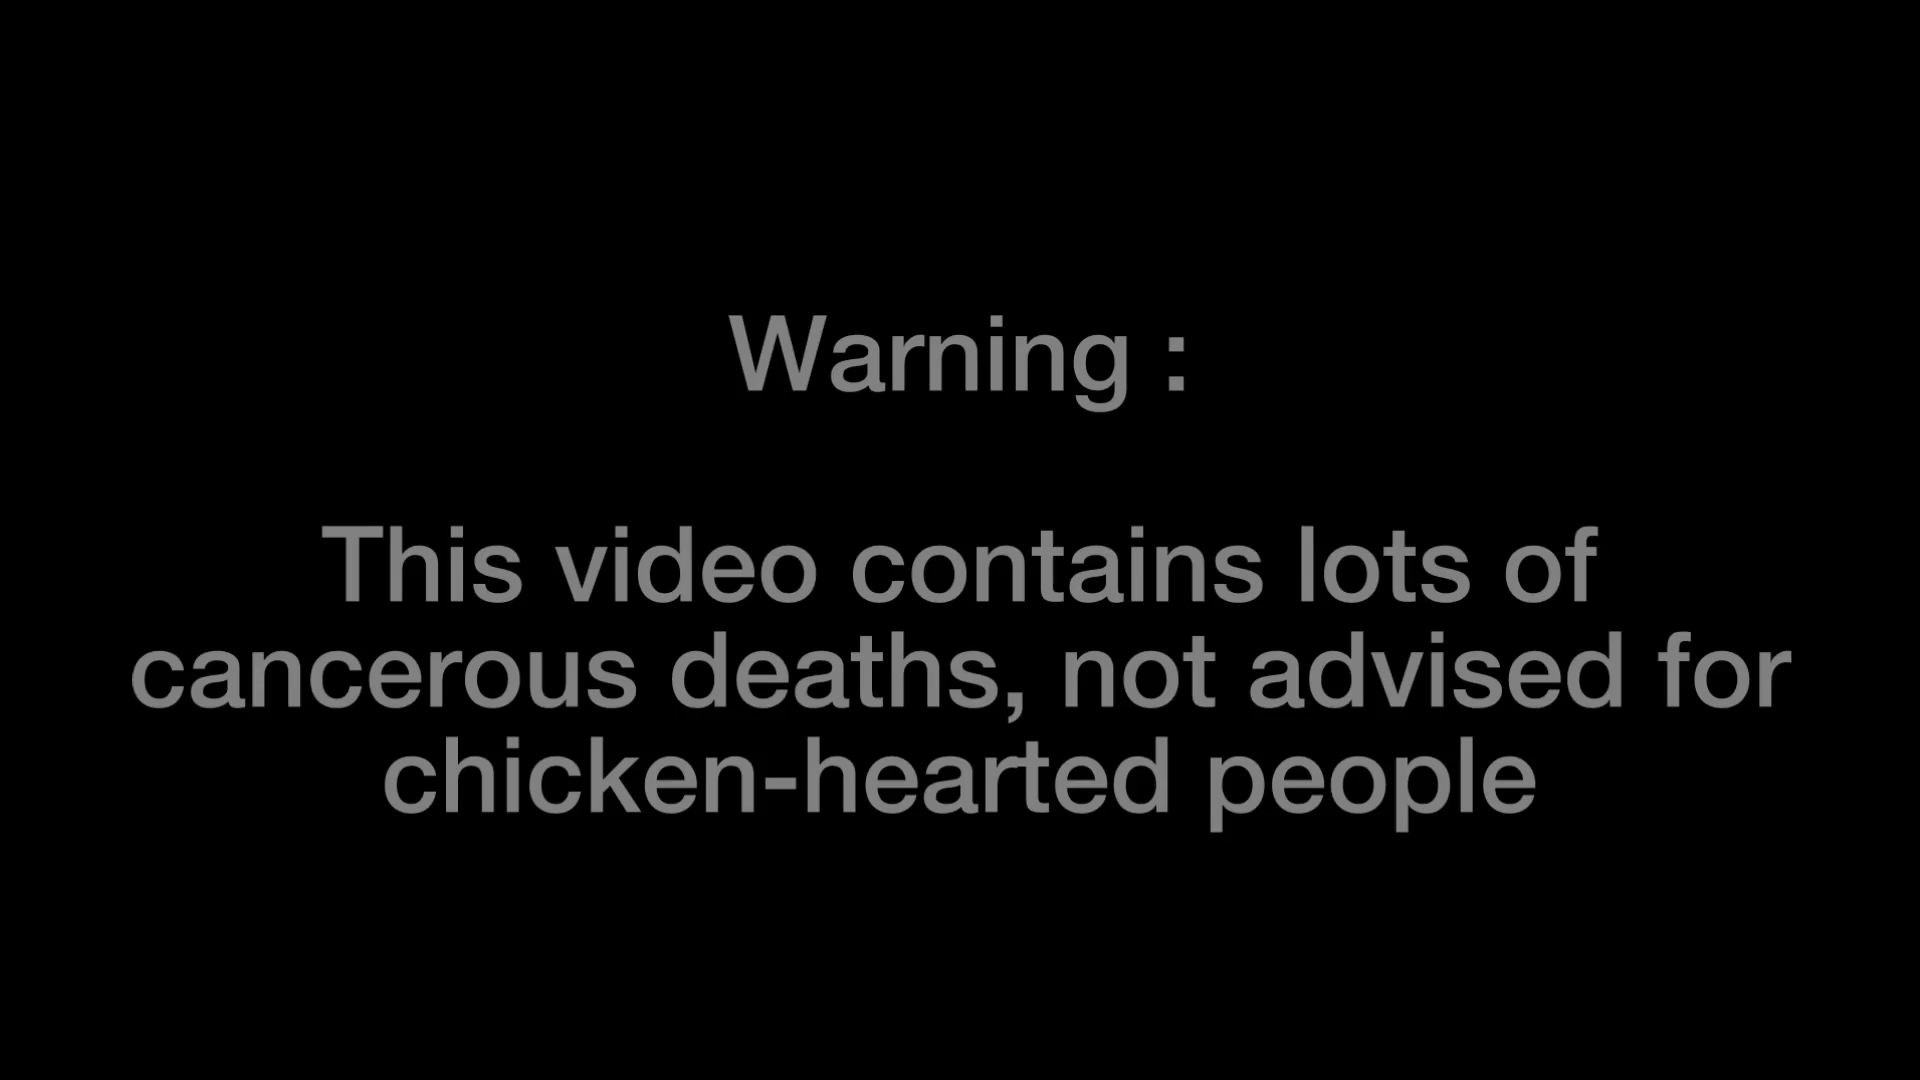 Warning :
This video contains lots of
cancerous deaths, not advised for
chicken-hearted people